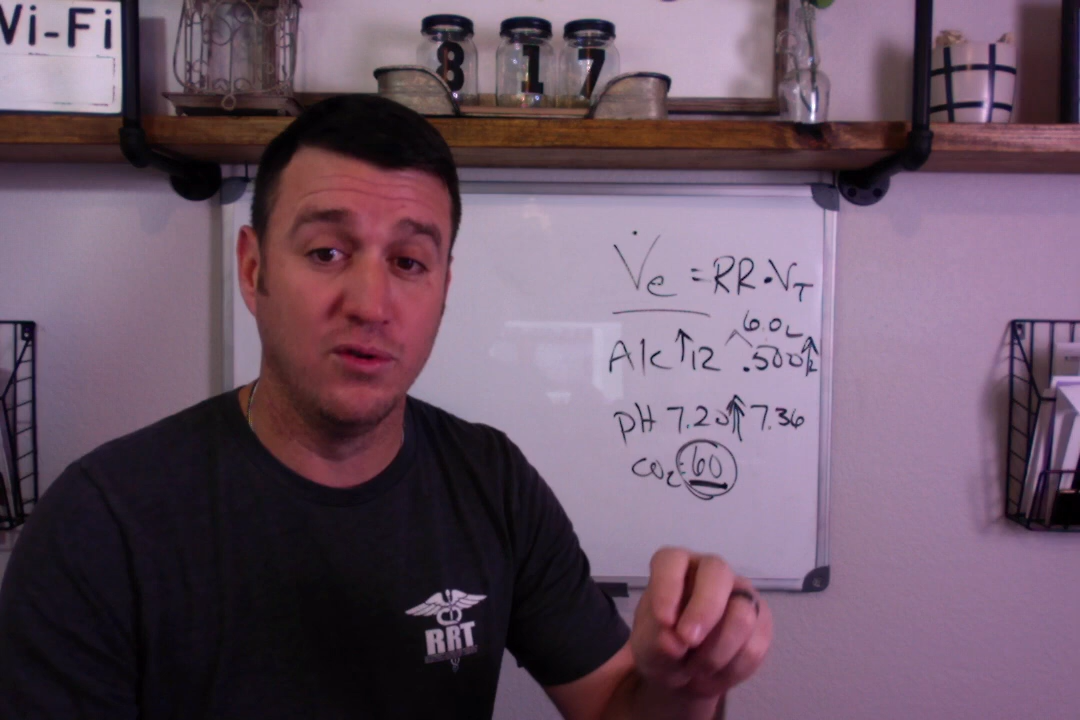 Wi-Fi
8 1 7
V̇e = RR · VT
6.0L
A/c ↑12 .500 ↑
pH 7.20 ↑ 7.36
CO2 = 60
RRT